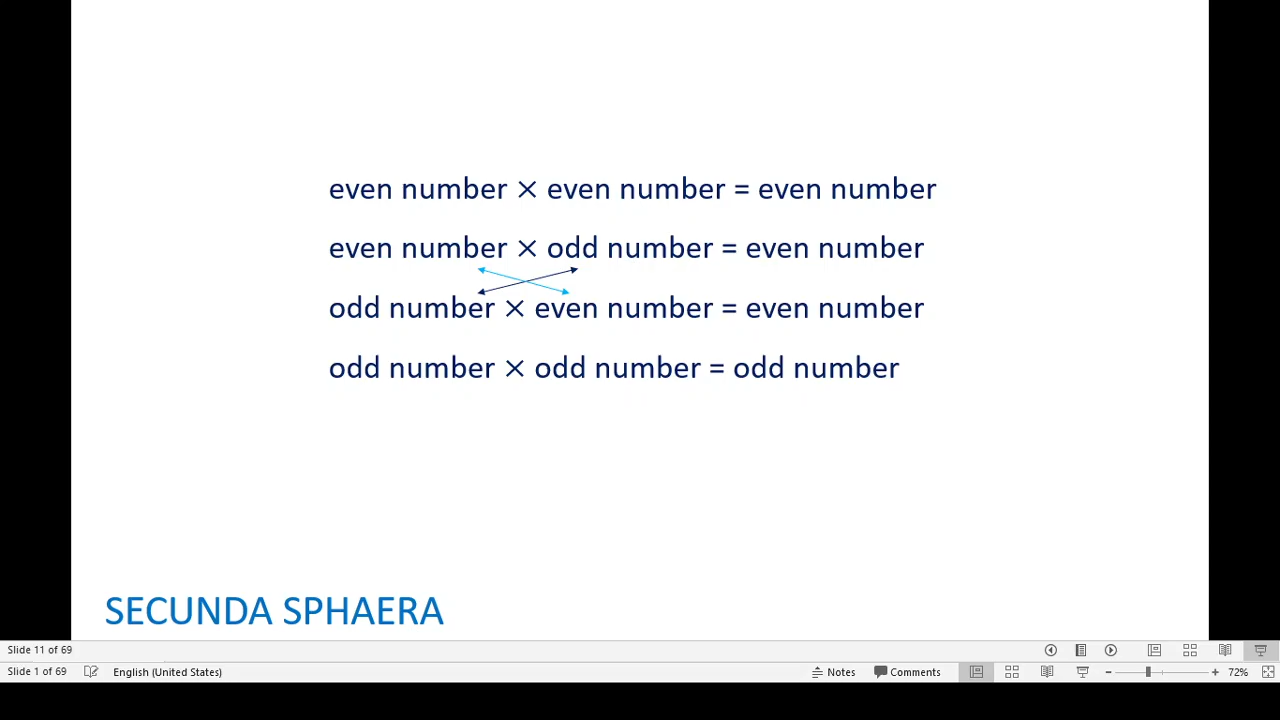 even number × even number = even number
even number × odd number = even number
odd number × even number = even number
odd number × odd number = odd number
SECUNDA SPHAERA
Slide 11 of 69
Slide 1 of 69 English (United States) Notes Comments 72%